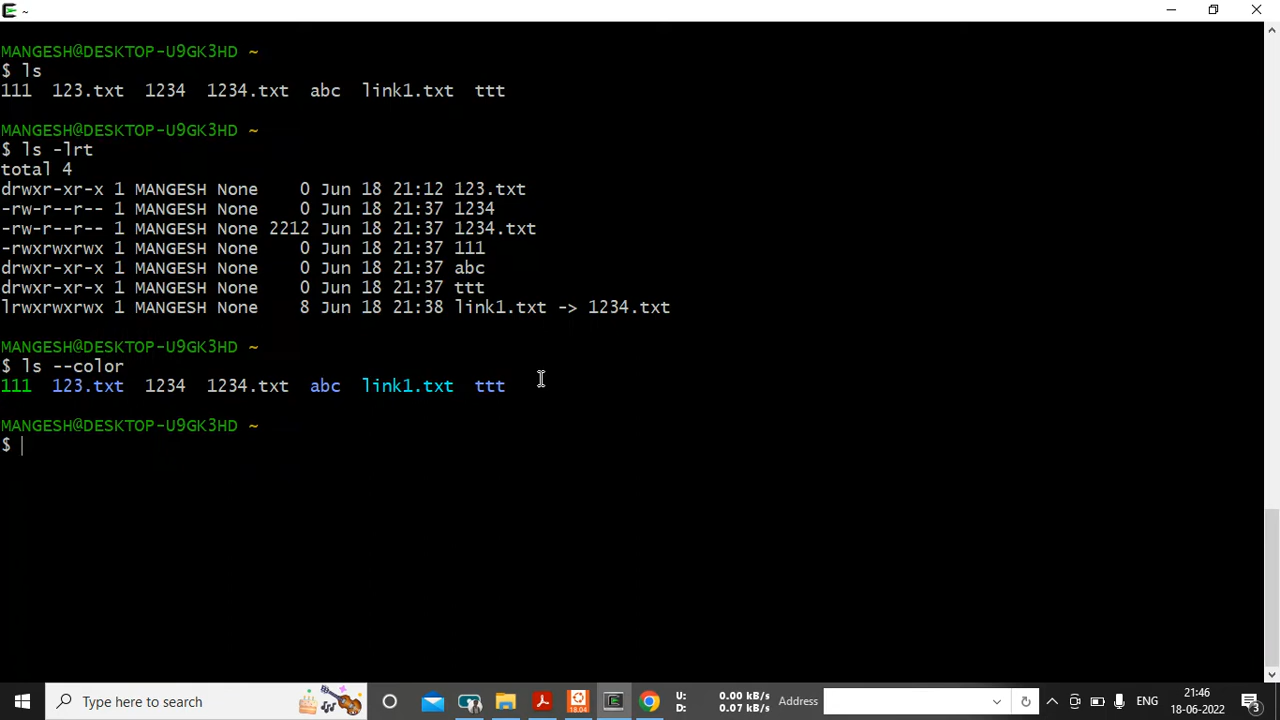 ~
MANGESH@DESKTOP-U9GK3HD ~
$ ls
111 123.txt 1234 1234.txt abc link1.txt ttt
MANGESH@DESKTOP-U9GK3HD ~
$ ls -lrt
total 4
drwxr-xr-x 1 MANGESH None 0 Jun 18 21:12 123.txt
-rw-r--r-- 1 MANGESH None 0 Jun 18 21:37 1234
-rw-r--r-- 1 MANGESH None 2212 Jun 18 21:37 1234.txt
-rwxrwxrwx 1 MANGESH None 0 Jun 18 21:37 111
drwxr-xr-x 1 MANGESH None 0 Jun 18 21:37 abc
drwxr-xr-x 1 MANGESH None 0 Jun 18 21:37 ttt
lrwxrwxrwx 1 MANGESH None 8 Jun 18 21:38 link1.txt -> 1234.txt
MANGESH@DESKTOP-U9GK3HD ~
$ ls --color
111 123.txt 1234 1234.txt abc link1.txt ttt
MANGESH@DESKTOP-U9GK3HD ~
$
Type here to search
18.04
U: 0.00 kB/s
D: 0.07 kB/s
Address
ENG
21:46
18-06-2022
3